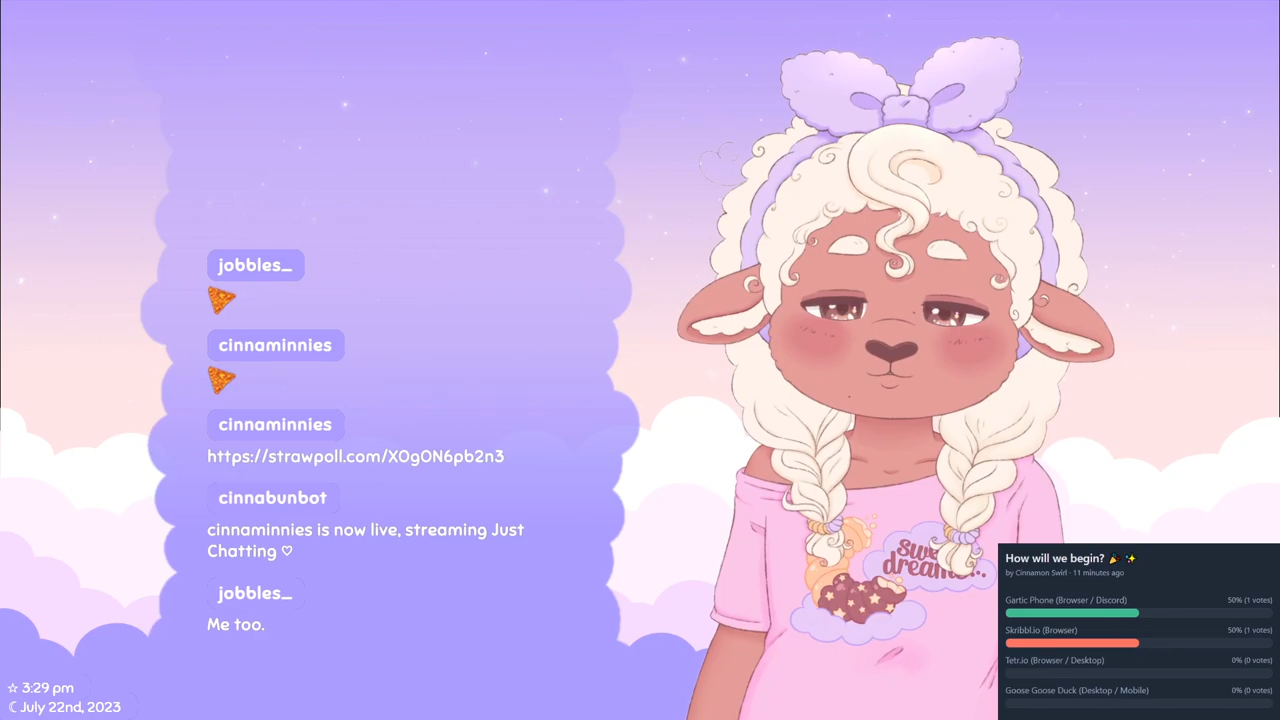 jobbles_
cinnaminnies
cinnaminnies
https://strawpoll.com/XOgON6pb2n3
cinnabunbot
cinnaminnies is now live, streaming Just
Chatting ♡
jobbles_
Me too.
☆ 3:29 pm
☾ July 22nd, 2023
sweet
dreams...
How will we begin? 🎉 ✨
by Cinnamon Swirl · 11 minutes ago
Gartic Phone (Browser / Discord) 50% (1 votes)
Skribbl.io (Browser) 50% (1 votes)
Tetr.io (Browser / Desktop) 0% (0 votes)
Goose Goose Duck (Desktop / Mobile) 0% (0 votes)